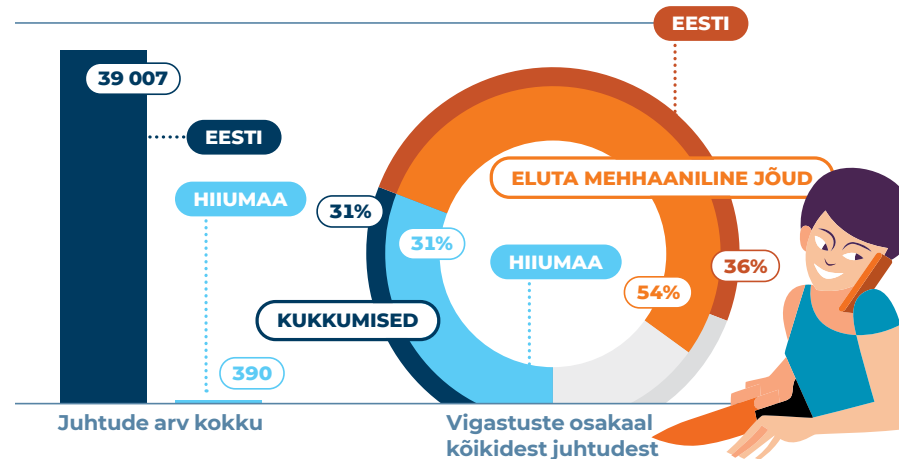 EESTI
39 007
EESTI
ELUTA MEHHAANILINE JÕUD
HIIUMAA
31%
31%
HIIUMAA
36%
54%
KUKKUMISED
390
Juhtude arv kokku
Vigastuste osakaal
kõikidest juhtudest